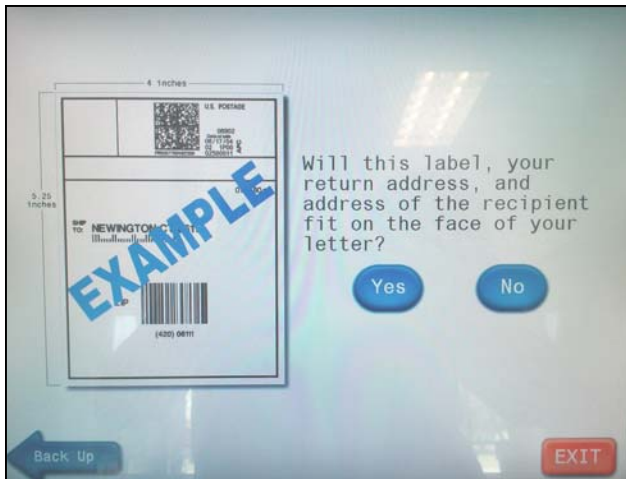 4 inches
5.25
inches
U.S. POSTAGE
Will this label, your
return address, and
address of the recipient
fit on the face of your
letter?
SHIP
TO:
NEWINGTON
EXAMPLE
(420) 06111
Yes
No
Back Up
EXIT